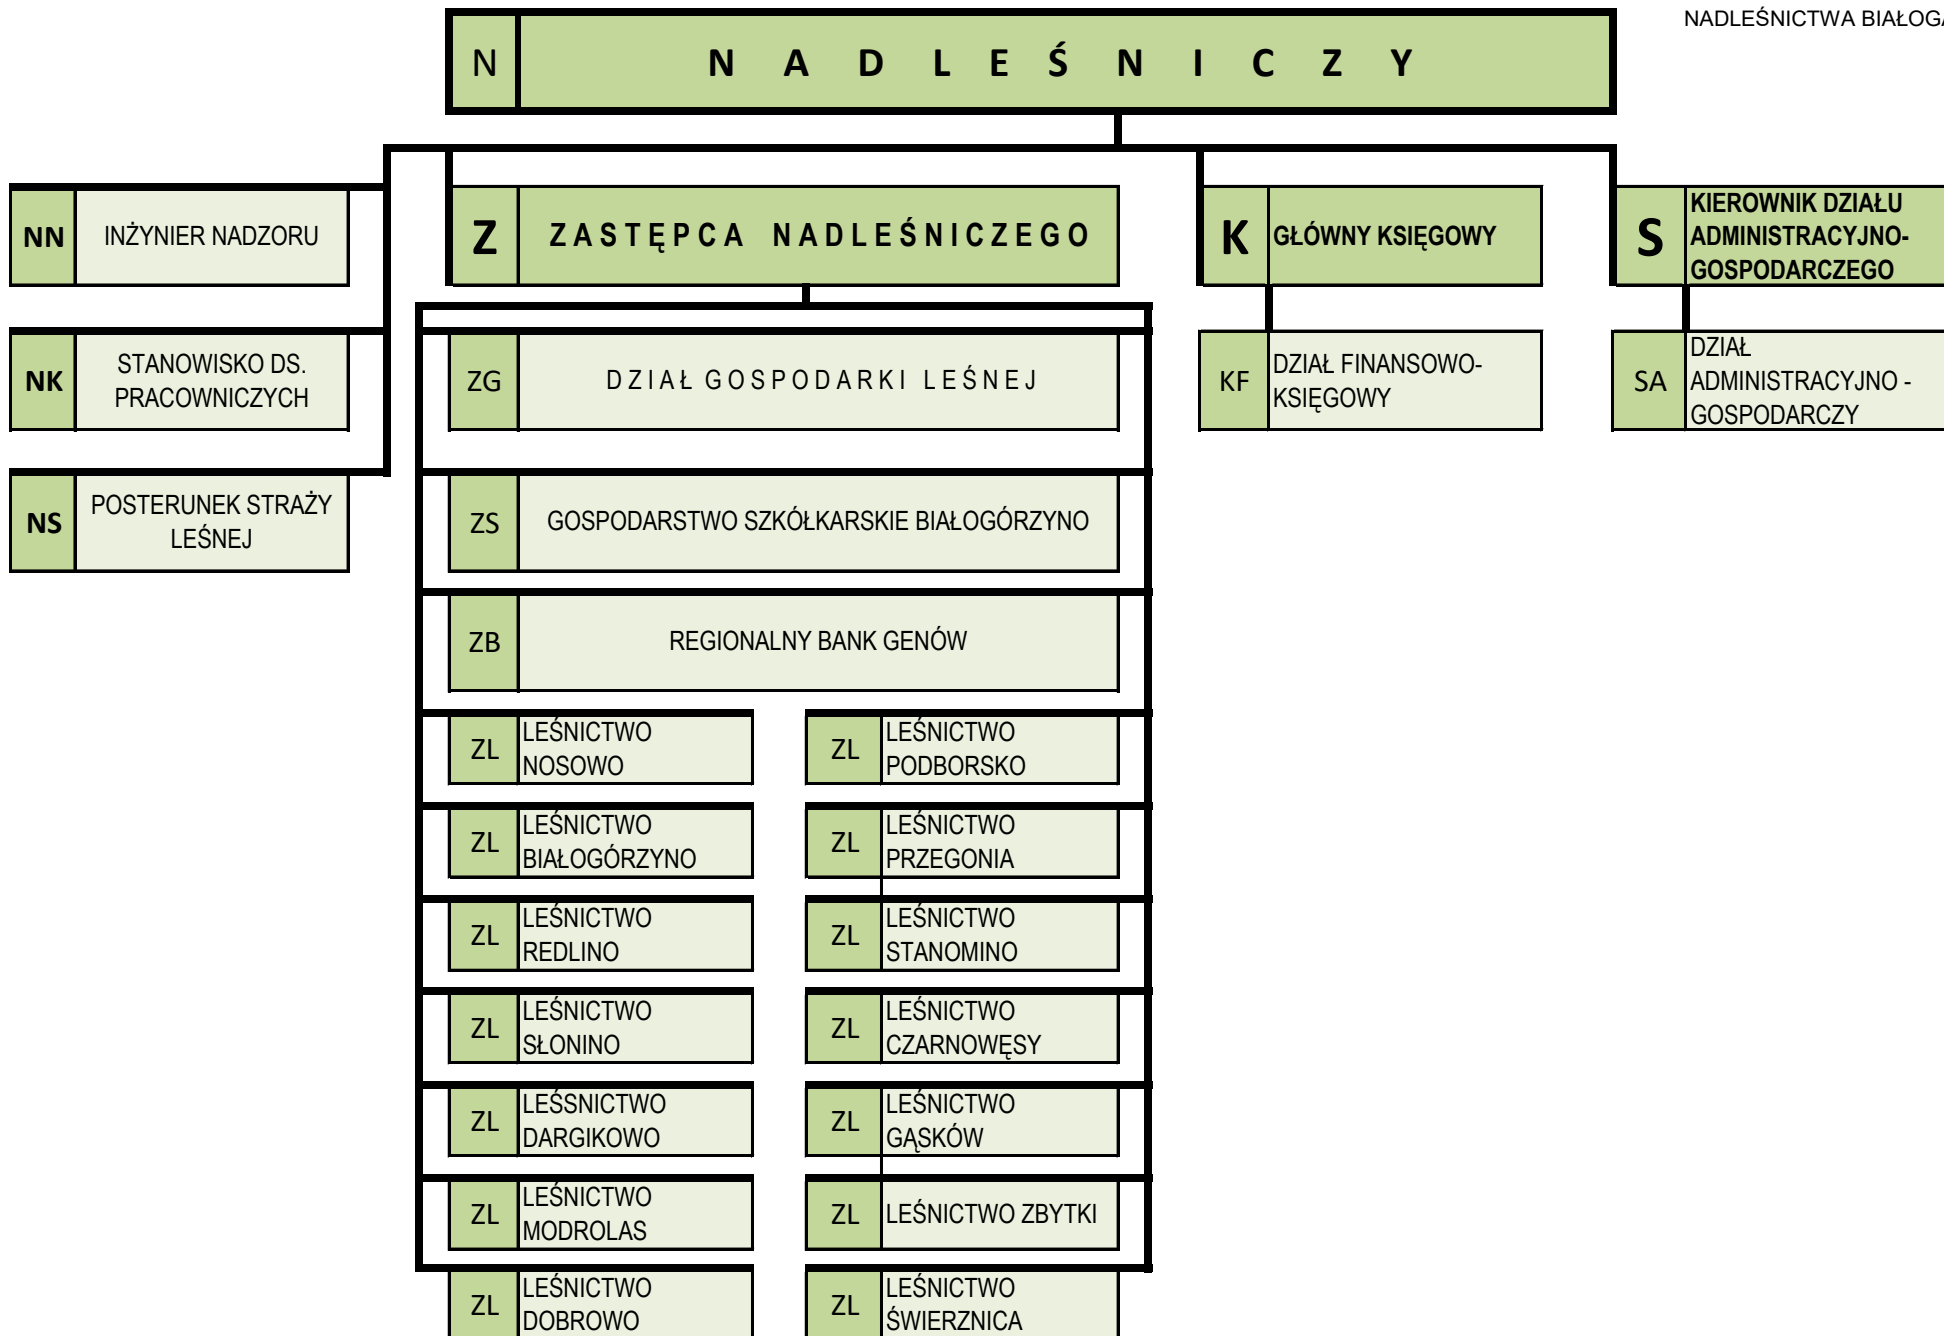 NADLEŚNICTWA BIAŁOGA
N
N A D L E Ś N I C Z Y
NN
INŻYNIER NADZORU
Z
Z A S T Ę P C A N A D L E Ś N I C Z E G O
K
GŁÓWNY KSIĘGOWY
S
KIEROWNIK DZIAŁU
ADMINISTRACYJNO-
GOSPODARCZEGO
NK
STANOWISKO DS.
PRACOWNICZYCH
ZG
D Z I A Ł G O S P O D A R K I L E Ś N E J
KF
DZIAŁ FINANSOWO-
KSIĘGOWY
SA
DZIAŁ
ADMINISTRACYJNO -
GOSPODARCZY
NS
POSTERUNEK STRAŻY
LEŚNEJ
ZS
GOSPODARSTWO SZKÓŁKARSKIE BIAŁOGÓRZYNO
ZB
REGIONALNY BANK GENÓW
ZL
LEŚNICTWO
NOSOWO
ZL
LEŚNICTWO
PODBORSKO
ZL
LEŚNICTWO
BIAŁOGÓRZYNO
ZL
LEŚNICTWO
PRZEGONIA
ZL
LEŚNICTWO
REDLINO
ZL
LEŚNICTWO
STANOMINO
ZL
LEŚNICTWO
SŁONINO
ZL
LEŚNICTWO
CZARNOWĘSY
ZL
LEŚSNICTWO
DARGIKOWO
ZL
LEŚNICTWO
GĄSKÓW
ZL
LEŚNICTWO
MODROLAS
ZL
LEŚNICTWO ZBYTKI
ZL
LEŚNICTWO
DOBROWO
ZL
LEŚNICTWO
ŚWIERZNICA